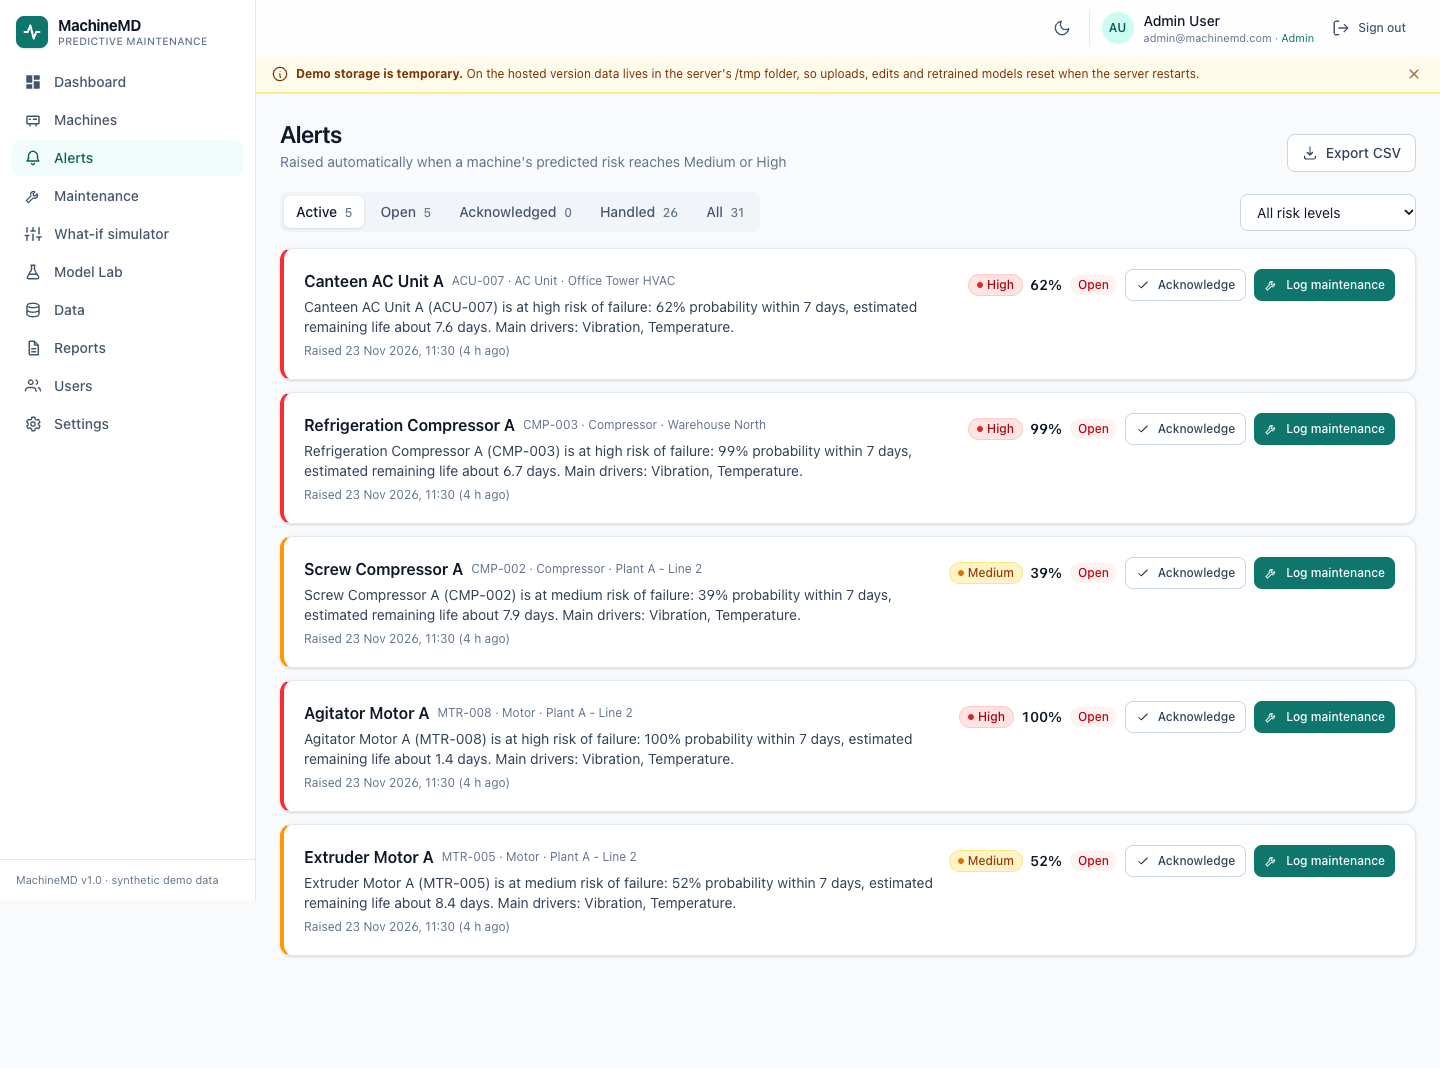 MachineMD
PREDICTIVE MAINTENANCE
Dashboard
Machines
Alerts
Maintenance
What-if simulator
Model Lab
Data
Reports
Users
Settings
MachineMD v1.0 · synthetic demo data
AU
Admin User
admin@machinemd.com · Admin
Sign out
Demo storage is temporary. On the hosted version data lives in the server's /tmp folder, so uploads, edits and retrained models reset when the server restarts.
Alerts
Raised automatically when a machine's predicted risk reaches Medium or High
Export CSV
Active 5 Open 5 Acknowledged 0 Handled 26 All 31
All risk levels
Canteen AC Unit A ACU-007 · AC Unit · Office Tower HVAC
High 62% Open Acknowledge Log maintenance
Canteen AC Unit A (ACU-007) is at high risk of failure: 62% probability within 7 days, estimated
remaining life about 7.6 days. Main drivers: Vibration, Temperature.
Raised 23 Nov 2026, 11:30 (4 h ago)
Refrigeration Compressor A CMP-003 · Compressor · Warehouse North
High 99% Open Acknowledge Log maintenance
Refrigeration Compressor A (CMP-003) is at high risk of failure: 99% probability within 7 days,
estimated remaining life about 6.7 days. Main drivers: Vibration, Temperature.
Raised 23 Nov 2026, 11:30 (4 h ago)
Screw Compressor A CMP-002 · Compressor · Plant A - Line 2
Medium 39% Open Acknowledge Log maintenance
Screw Compressor A (CMP-002) is at medium risk of failure: 39% probability within 7 days,
estimated remaining life about 7.9 days. Main drivers: Vibration, Temperature.
Raised 23 Nov 2026, 11:30 (4 h ago)
Agitator Motor A MTR-008 · Motor · Plant A - Line 2
High 100% Open Acknowledge Log maintenance
Agitator Motor A (MTR-008) is at high risk of failure: 100% probability within 7 days, estimated
remaining life about 1.4 days. Main drivers: Vibration, Temperature.
Raised 23 Nov 2026, 11:30 (4 h ago)
Extruder Motor A MTR-005 · Motor · Plant A - Line 2
Medium 52% Open Acknowledge Log maintenance
Extruder Motor A (MTR-005) is at medium risk of failure: 52% probability within 7 days, estimated
remaining life about 8.4 days. Main drivers: Vibration, Temperature.
Raised 23 Nov 2026, 11:30 (4 h ago)